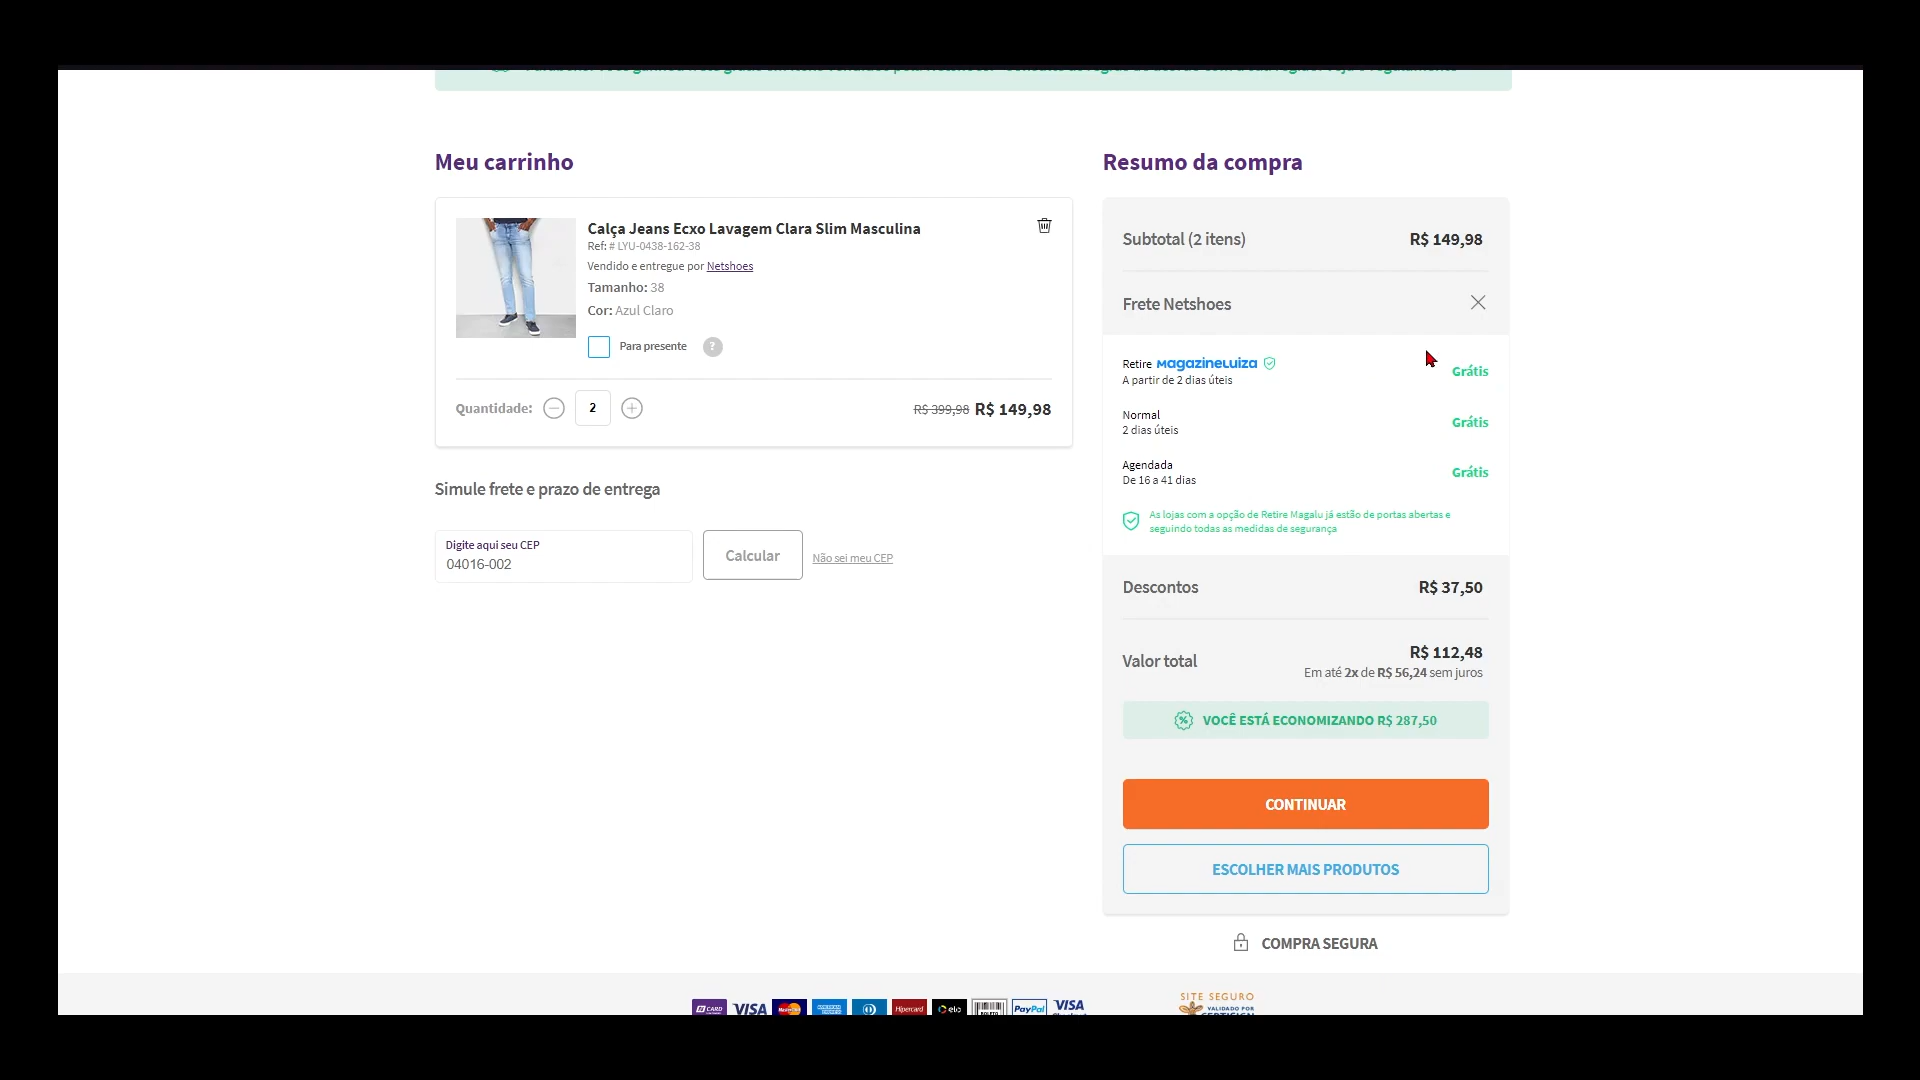 Meu carrinho
Calça Jeans Ecxo Lavagem Clara Slim Masculina
Ref: # LYU-0438-162-38
Vendido e entregue por Netshoes
Tamanho: 38
Cor: Azul Claro
Para presente ?
Quantidade: 2 R$ 399,98 R$ 149,98
Simule frete e prazo de entrega
Digite aqui seu CEP
04016-002
Calcular
Não sei meu CEP
Resumo da compra
Subtotal (2 itens) R$ 149,98
Frete Netshoes
Retire magazineluiza
A partir de 2 dias úteis
Grátis
Normal
2 dias úteis
Grátis
Agendada
De 16 a 41 dias
Grátis
As lojas com a opção de Retire Magalu já estão de portas abertas e
seguindo todas as medidas de segurança
Descontos R$ 37,50
Valor total R$ 112,48
Em até 2x de R$ 56,24 sem juros
VOCÊ ESTÁ ECONOMIZANDO R$ 287,50
CONTINUAR
ESCOLHER MAIS PRODUTOS
COMPRA SEGURA
CARD VISA Hipercard elo PayPal VISA
SITE SEGURO
VALIDADO POR